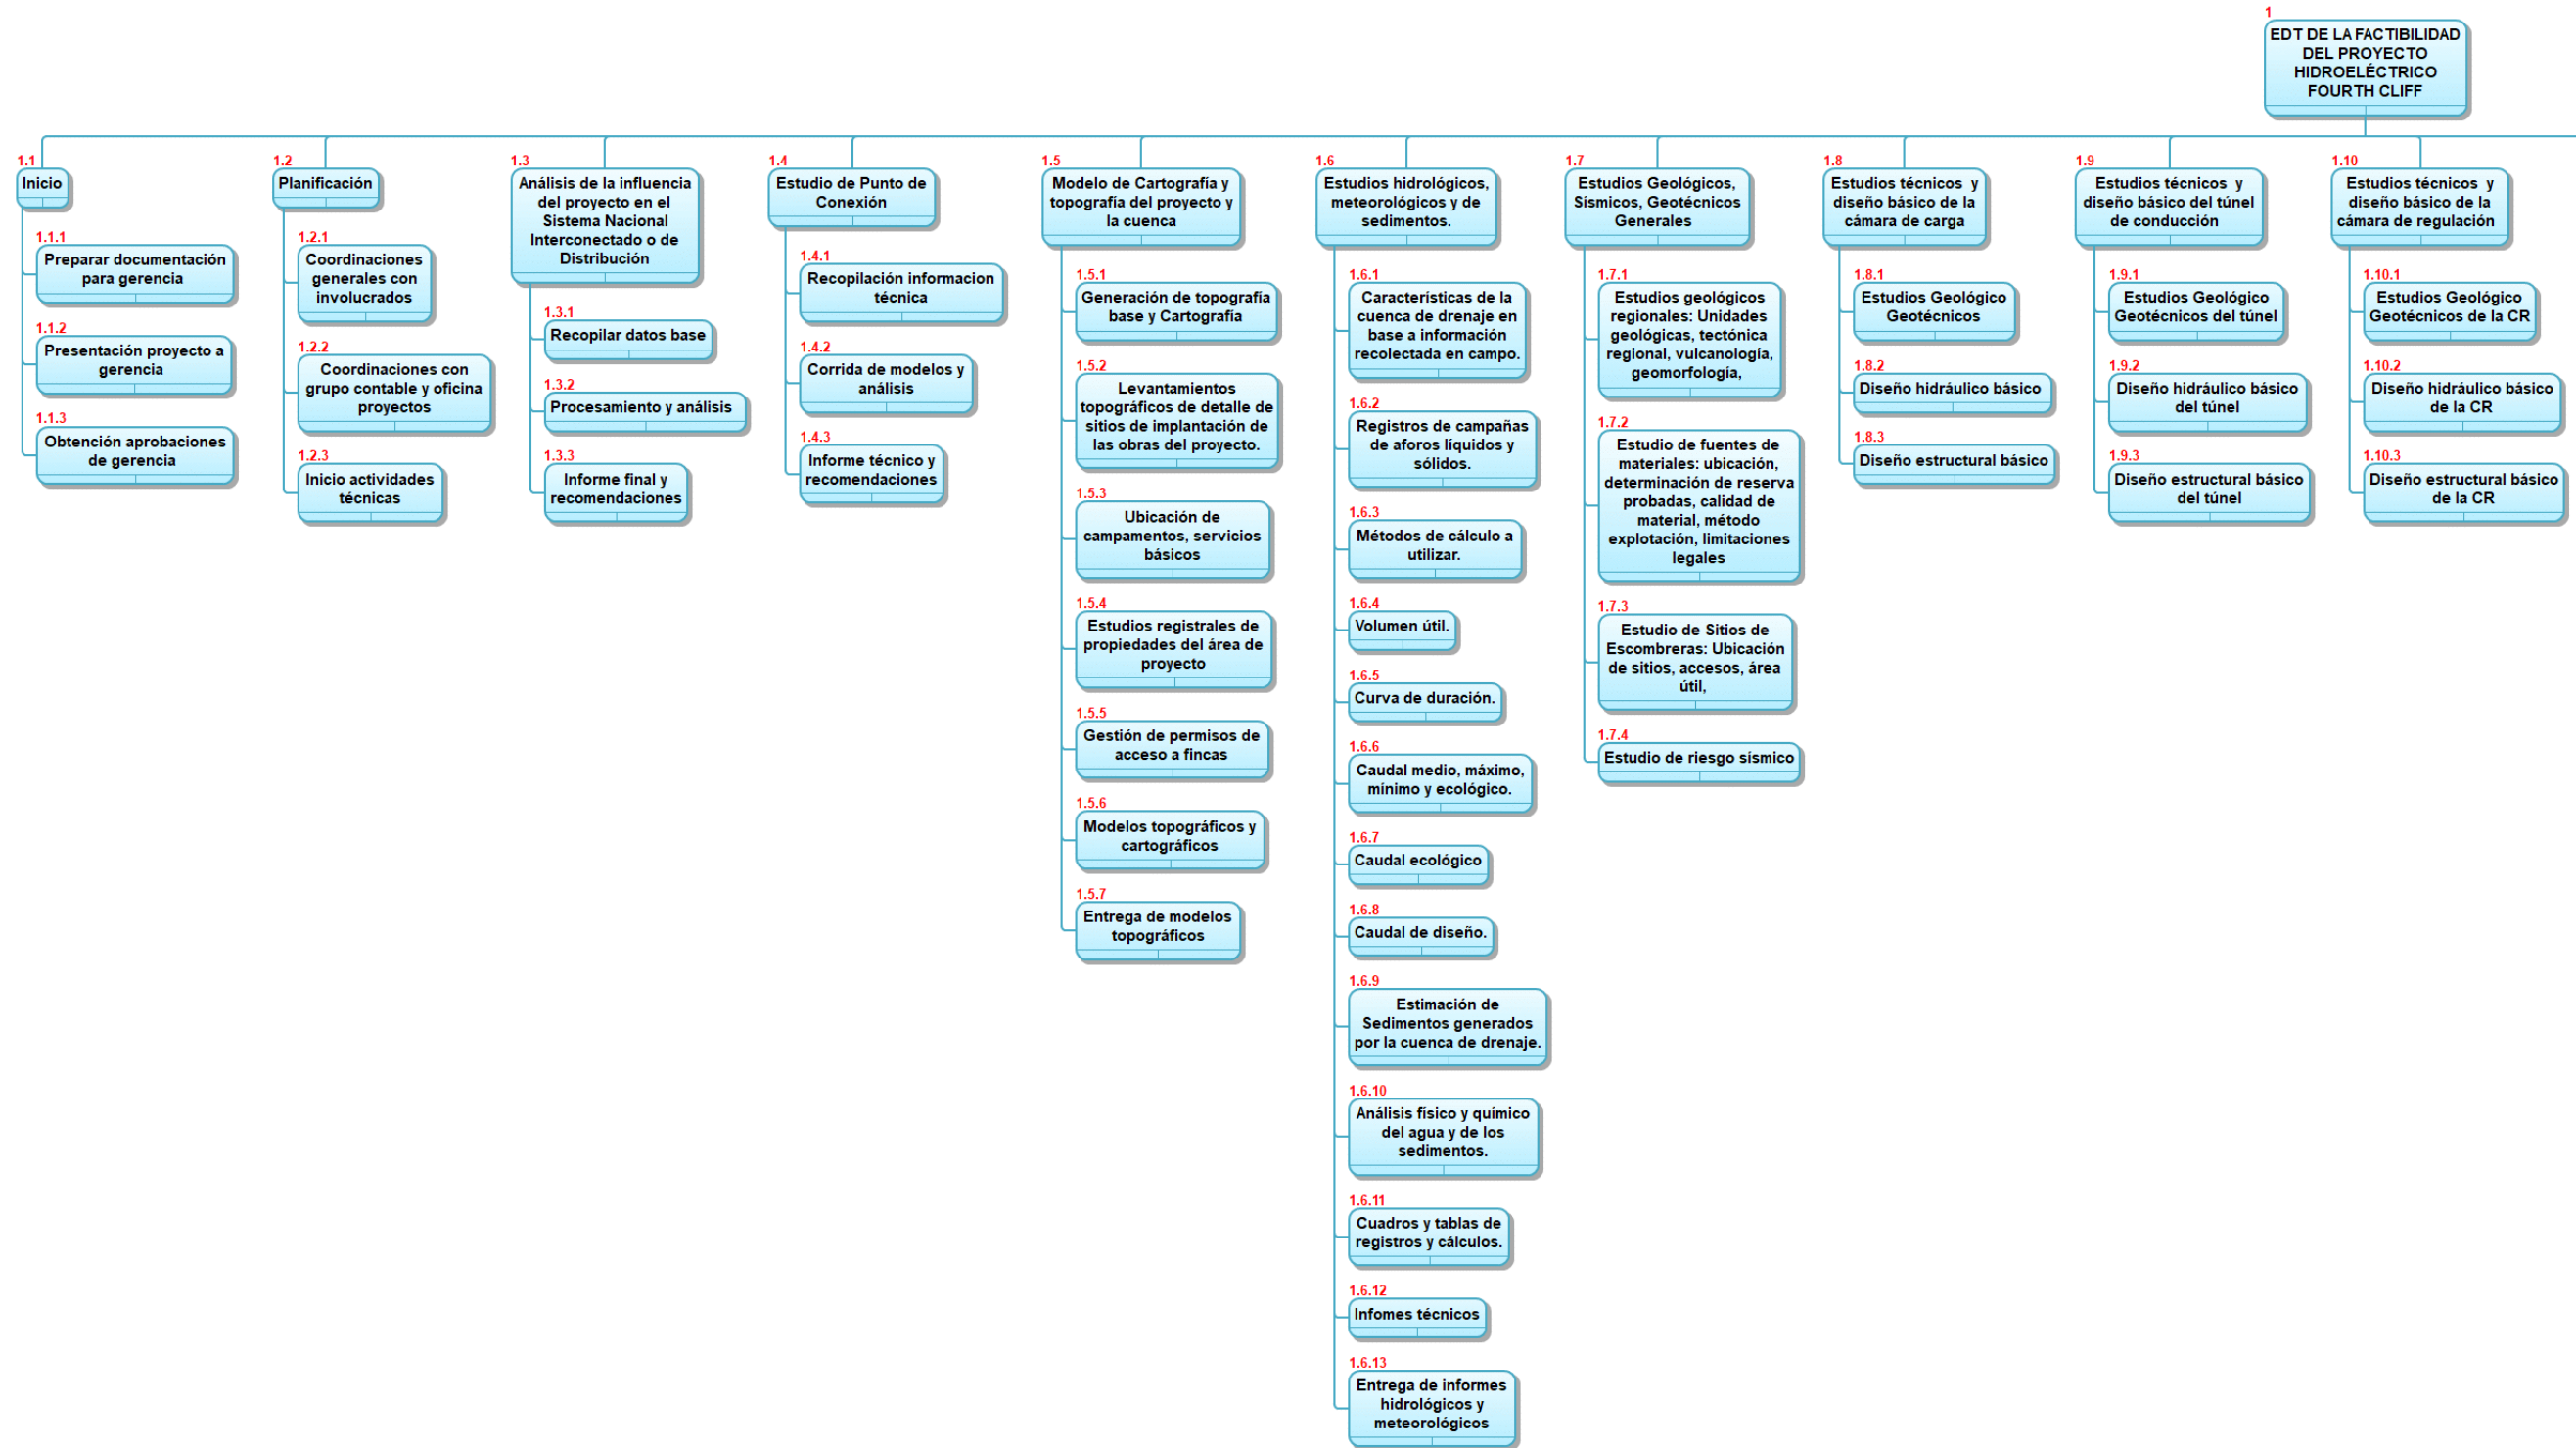 1
EDT DE LA FACTIBILIDAD
DEL PROYECTO
HIDROELÉCTRICO
FOURTH CLIFF
1.1
Inicio
1.1.1
Preparar documentación
para gerencia
1.1.2
Presentación proyecto a
gerencia
1.1.3
Obtención aprobaciones
de gerencia
1.2
Planificación
1.2.1
Coordinaciones
generales con
involucrados
1.2.2
Coordinaciones con
grupo contable y oficina
proyectos
1.2.3
Inicio actividades
técnicas
1.3
Análisis de la influencia
del proyecto en el
Sistema Nacional
Interconectado o de
Distribución
1.3.1
Recopilar datos base
1.3.2
Procesamiento y análisis
1.3.3
Informe final y
recomendaciones
1.4
Estudio de Punto de
Conexión
1.4.1
Recopilación informacion
técnica
1.4.2
Corrida de modelos y
análisis
1.4.3
Informe técnico y
recomendaciones
1.5
Modelo de Cartografía y
topografía del proyecto y
la cuenca
1.5.1
Generación de topografía
base y Cartografía
1.5.2
Levantamientos
topográficos de detalle de
sitios de implantación de
las obras del proyecto.
1.5.3
Ubicación de
campamentos, servicios
básicos
1.5.4
Estudios registrales de
propiedades del área de
proyecto
1.5.5
Gestión de permisos de
acceso a fincas
1.5.6
Modelos topográficos y
cartográficos
1.5.7
Entrega de modelos
topográficos
1.6
Estudios hidrológicos,
meteorológicos y de
sedimentos.
1.6.1
Características de la
cuenca de drenaje en
base a información
recolectada en campo.
1.6.2
Registros de campañas
de aforos líquidos y
sólidos.
1.6.3
Métodos de cálculo a
utilizar.
1.6.4
Volumen útil.
1.6.5
Curva de duración.
1.6.6
Caudal medio, máximo,
mínimo y ecológico.
1.6.7
Caudal ecológico
1.6.8
Caudal de diseño.
1.6.9
Estimación de
Sedimentos generados
por la cuenca de drenaje.
1.6.10
Análisis físico y químico
del agua y de los
sedimentos.
1.6.11
Cuadros y tablas de
registros y cálculos.
1.6.12
Infomes técnicos
1.6.13
Entrega de informes
hidrológicos y
meteorológicos
1.7
Estudios Geológicos,
Sísmicos, Geotécnicos
Generales
1.7.1
Estudios geológicos
regionales: Unidades
geológicas, tectónica
regional, vulcanología,
geomorfología,
1.7.2
Estudio de fuentes de
materiales: ubicación,
determinación de reserva
probadas, calidad de
material, método
explotación, limitaciones
legales
1.7.3
Estudio de Sitios de
Escombreras: Ubicación
de sitios, accesos, área
útil,
1.7.4
Estudio de riesgo sísmico
1.8
Estudios técnicos y
diseño básico de la
cámara de carga
1.8.1
Estudios Geológico
Geotécnicos
1.8.2
Diseño hidráulico básico
1.8.3
Diseño estructural básico
1.9
Estudios técnicos y
diseño básico del túnel
de conducción
1.9.1
Estudios Geológico
Geotécnicos del túnel
1.9.2
Diseño hidráulico básico
del túnel
1.9.3
Diseño estructural básico
del túnel
1.10
Estudios técnicos y
diseño básico de la
cámara de regulación
1.10.1
Estudios Geológico
Geotécnicos de la CR
1.10.2
Diseño hidráulico básico
de la CR
1.10.3
Diseño estructural básico
de la CR